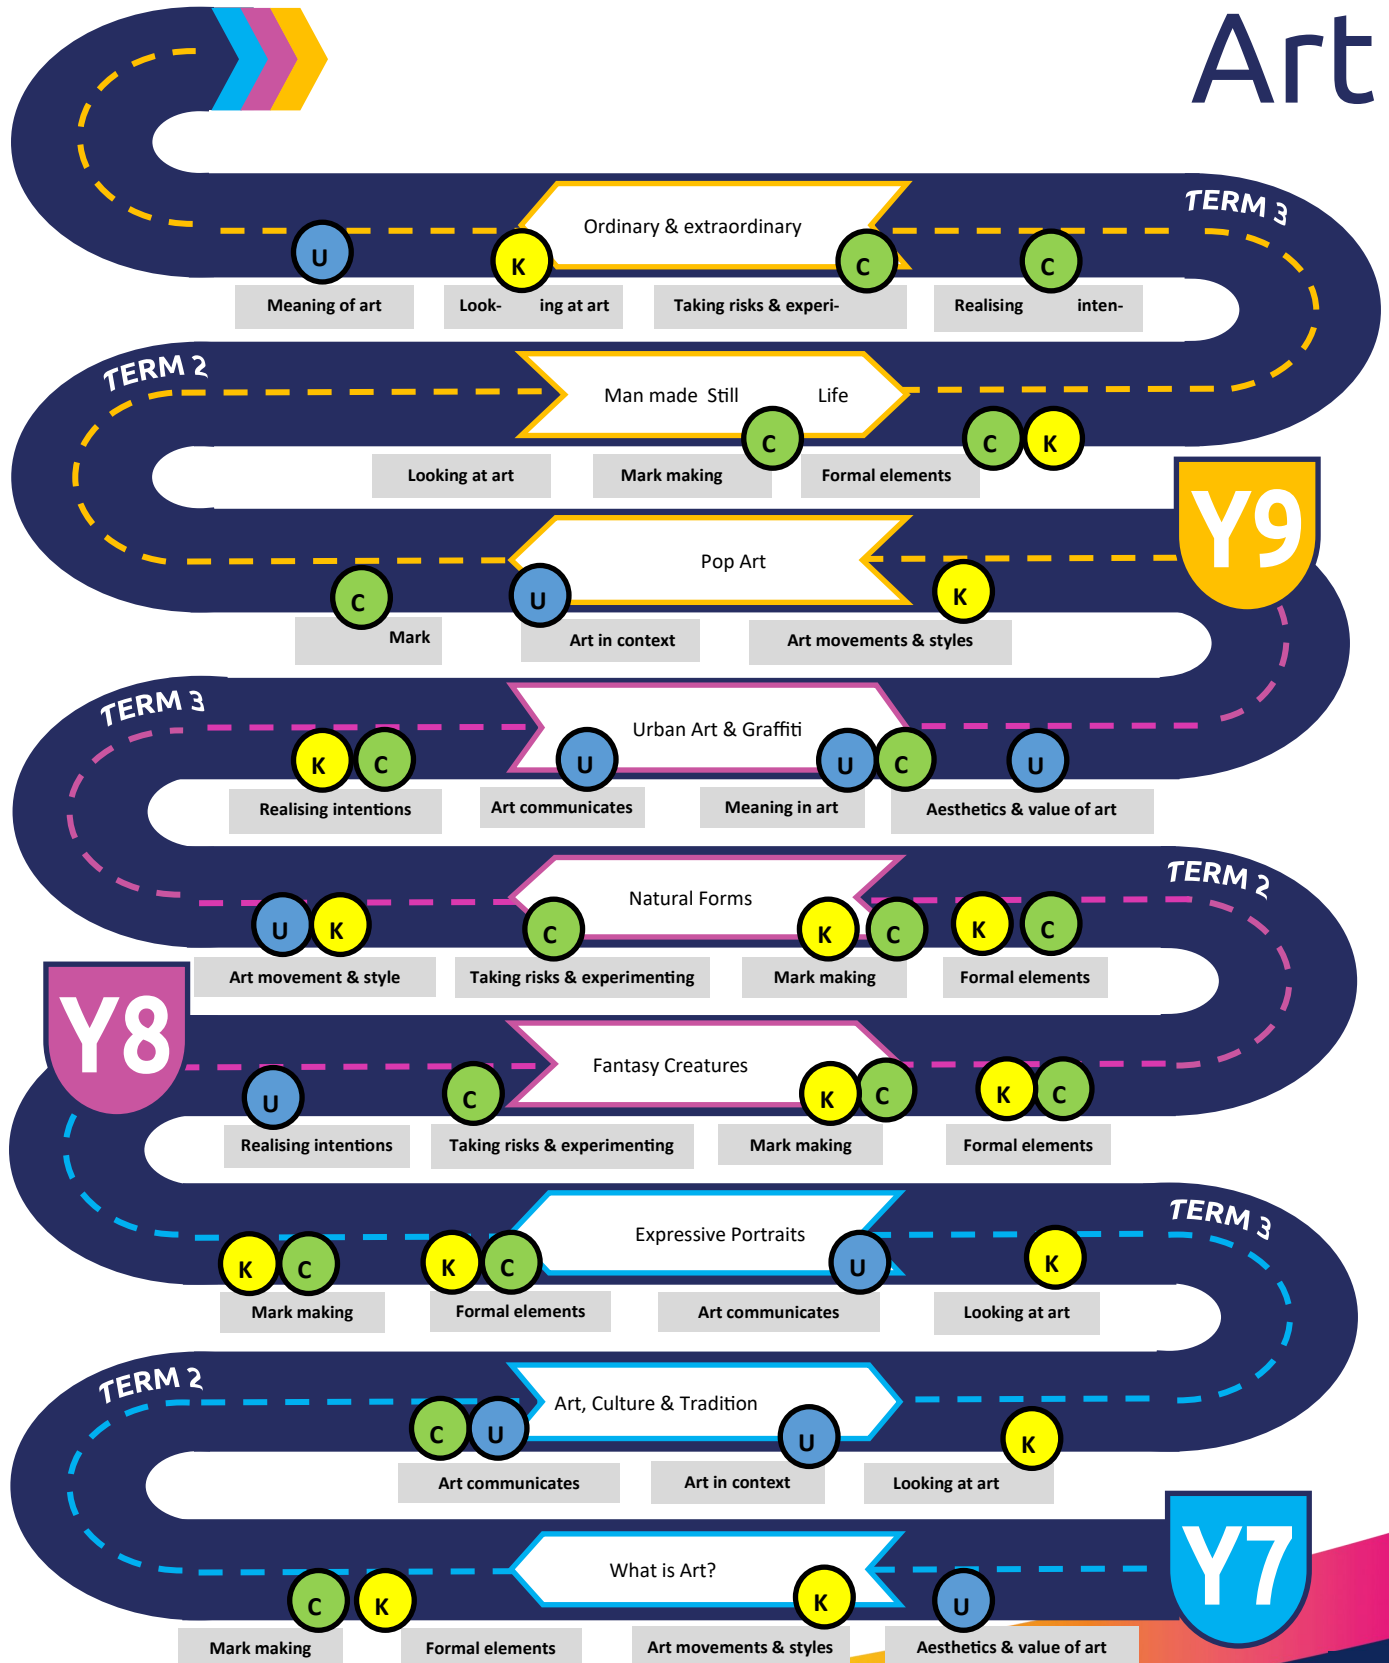 Art
TERM 3
Ordinary & extraordinary
U
K
C
C
Meaning of art
Look- ing at art
Taking risks & experi-
Realising inten-
TERM 2
Man made Still Life
C
C
K
Looking at art
Mark making
Formal elements
Y9
Pop Art
C
U
K
Mark
Art in context
Art movements & styles
TERM 3
Urban Art & Graffiti
K
C
U
U
C
U
Realising intentions
Art communicates
Meaning in art
Aesthetics & value of art
TERM 2
Natural Forms
U
K
C
K
C
K
C
Art movement & style
Taking risks & experimenting
Mark making
Formal elements
Y8
Fantasy Creatures
U
C
K
C
K
C
Realising intentions
Taking risks & experimenting
Mark making
Formal elements
TERM 3
Expressive Portraits
K
C
K
C
U
K
Mark making
Formal elements
Art communicates
Looking at art
TERM 2
Art, Culture & Tradition
C
U
U
K
Art communicates
Art in context
Looking at art
Y7
What is Art?
C
K
K
U
Mark making
Formal elements
Art movements & styles
Aesthetics & value of art